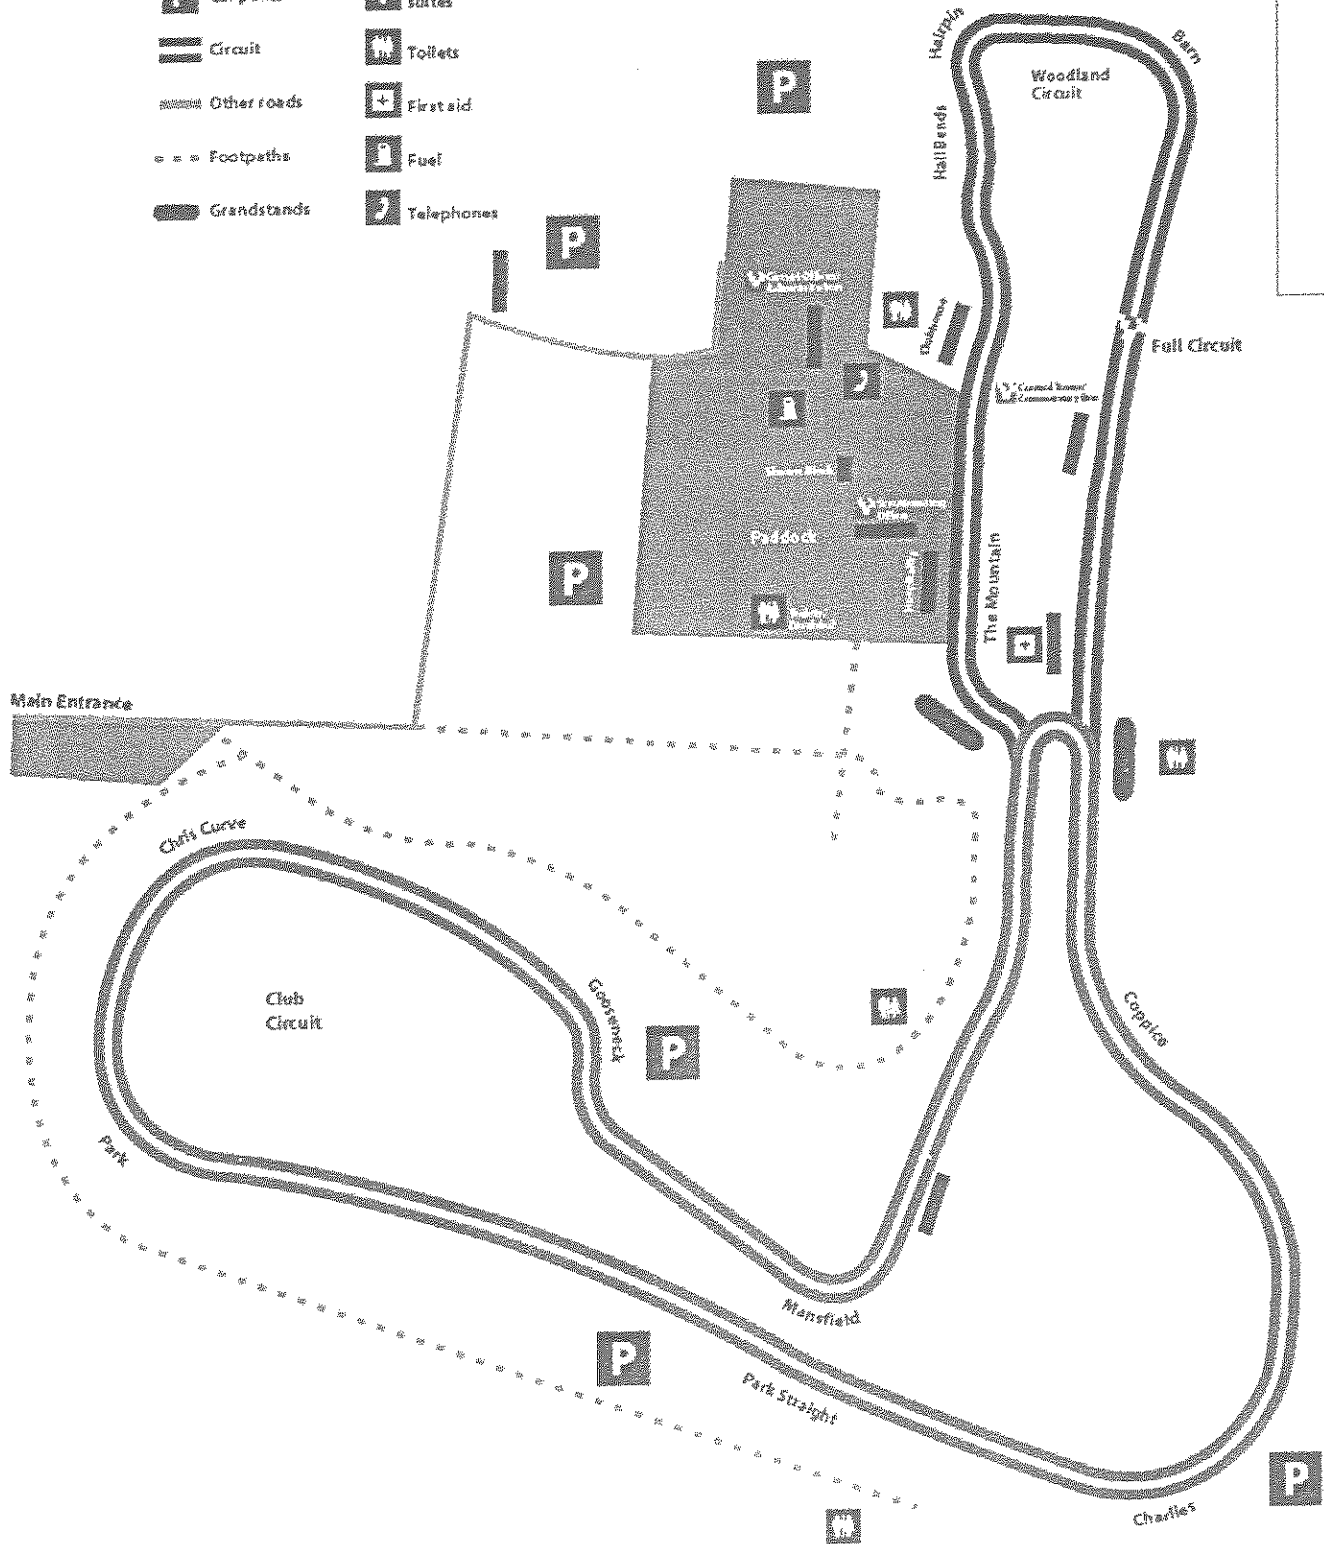 Circuit
Toilets
Other roads
First aid
Footpaths
Fuel
Grandstands
Telephones
P
Hairpin
Barn
Woodland
Circuit
Hall Bends
P
Full Circuit
P
Paddock
The Mountain
Main Entrance
Chris Curve
Club
Circuit
Gooseneck
P
Coppice
Park
Mansfield
P
Park Straight
P
Charlies